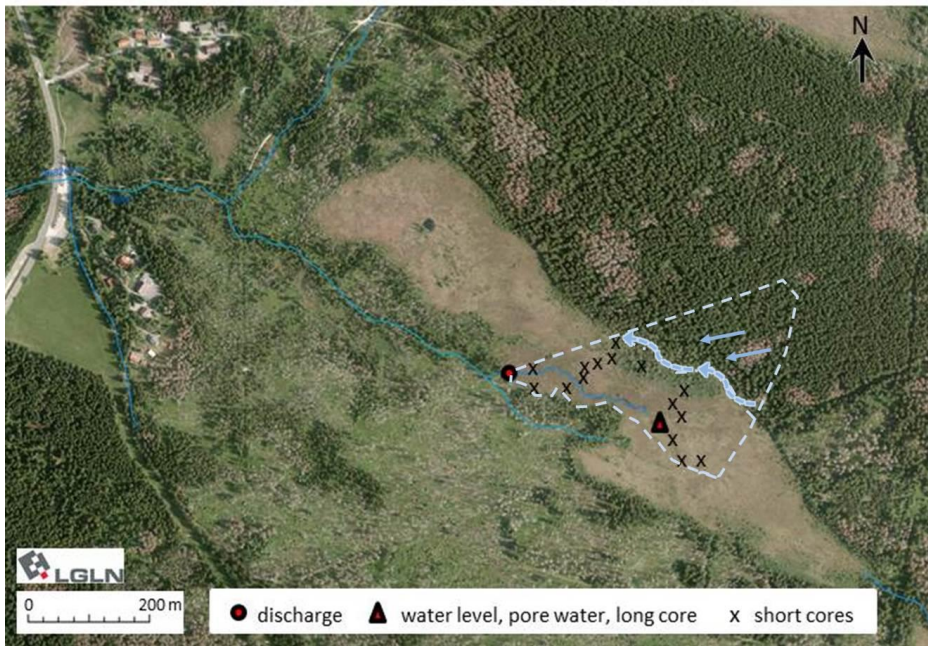 N
LGLN
0 200 m
discharge water level, pore water, long core x short cores